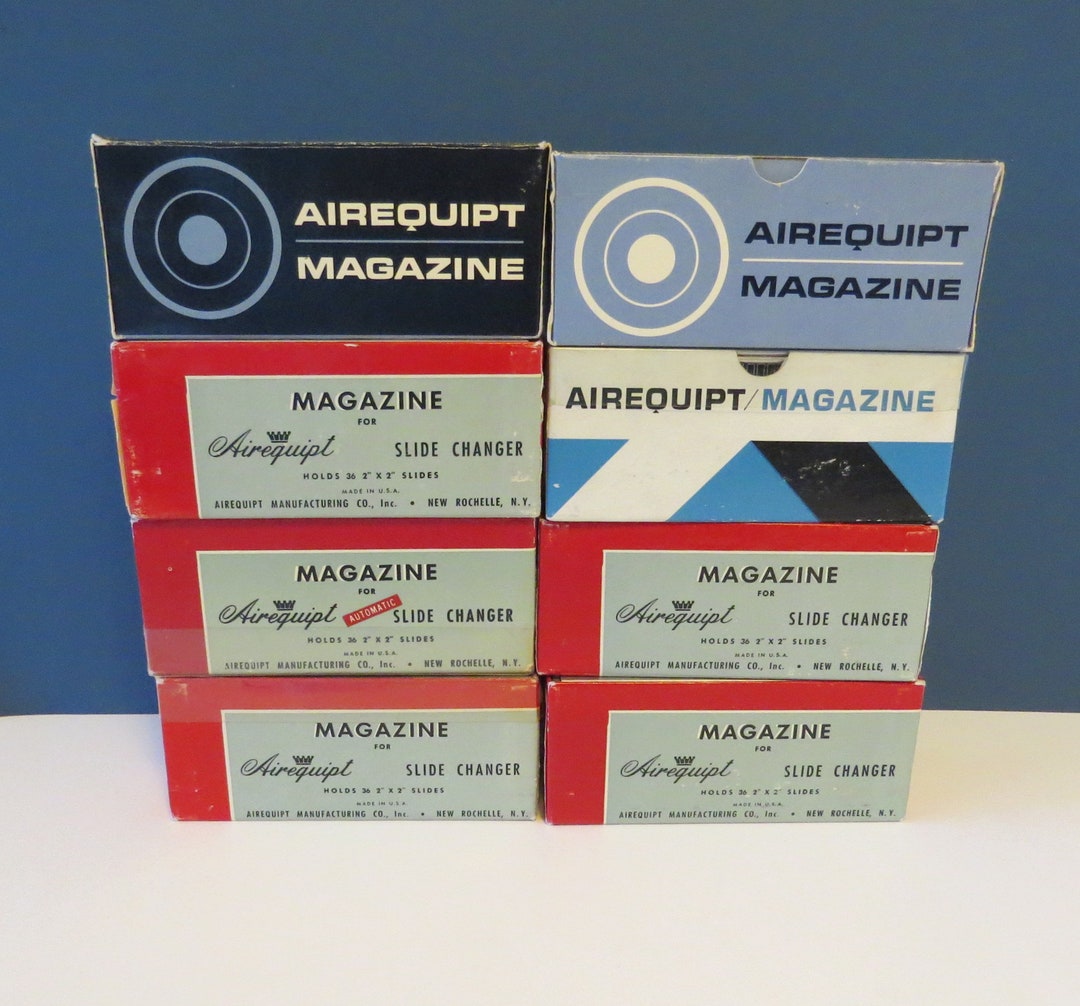 AIREQUIPT
MAGAZINE
AIREQUIPT
MAGAZINE
MAGAZINE
FOR
Airequipt SLIDE CHANGER
HOLDS 36 2" X 2" SLIDES
MADE IN U.S.A.
AIREQUIPT MANUFACTURING CO., Inc. • NEW ROCHELLE, N.Y.
AIREQUIPT/MAGAZINE
MAGAZINE
FOR
Airequipt AUTOMATIC SLIDE CHANGER
HOLDS 36 2" X 2" SLIDES
MADE IN U.S.A.
AIREQUIPT MANUFACTURING CO., Inc. • NEW ROCHELLE, N.Y.
MAGAZINE
FOR
Airequipt SLIDE CHANGER
HOLDS 36 2" X 2" SLIDES
MADE IN U.S.A.
AIREQUIPT MANUFACTURING CO., Inc. • NEW ROCHELLE, N.Y.
MAGAZINE
FOR
Airequipt SLIDE CHANGER
HOLDS 36 2" X 2" SLIDES
MADE IN U.S.A.
AIREQUIPT MANUFACTURING CO., Inc. • NEW ROCHELLE, N.Y.
MAGAZINE
FOR
Airequipt SLIDE CHANGER
HOLDS 36 2" X 2" SLIDES
MADE IN U.S.A.
AIREQUIPT MANUFACTURING CO., Inc. • NEW ROCHELLE, N.Y.